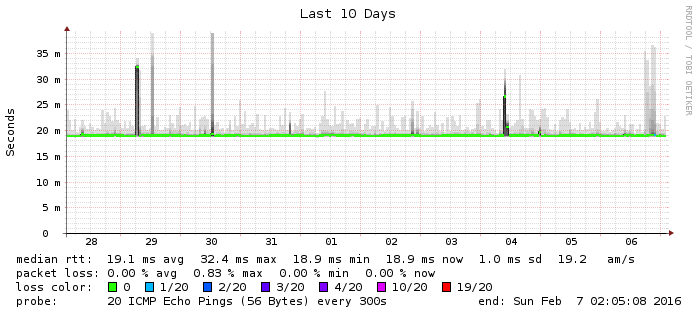 Last 10 Days
RRDTOOL / TOBI OETIKER
Seconds
35 m
30 m
25 m
20 m
15 m
10 m
5 m
0
28 29 30 31 01 02 03 04 05 06
median rtt: 19.1 ms avg 32.4 ms max 18.9 ms min 18.9 ms now 1.0 ms sd 19.2 am/s
packet loss: 0.00 % avg 0.83 % max 0.00 % min 0.00 % now
loss color: 0 1/20 2/20 3/20 4/20 10/20 19/20
probe: 20 ICMP Echo Pings (56 Bytes) every 300s end: Sun Feb 7 02:05:08 2016